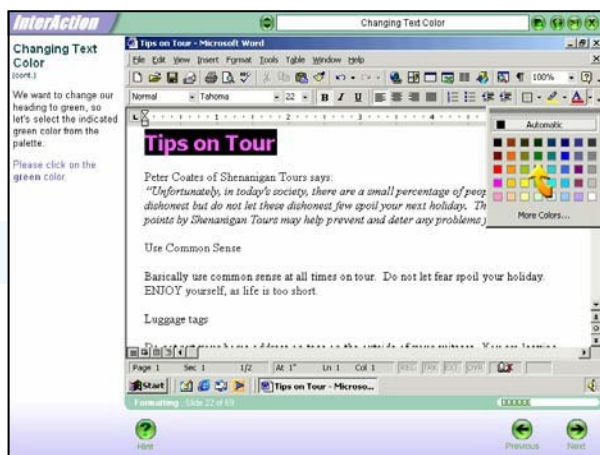 InterAction
Changing Text Color
Changing Text
Color
(cont.)
We want to change our
heading to green, so
let's select the indicated
green color from the
palette.
Please click on the
green color.
Tips on Tour - Microsoft Word
File Edit View Insert Format Tools Table Window Help
100%
Normal Tahoma 22 B I U
Automatic
More Colors...
Tips on Tour
Peter Coates of Shenanigan Tours says:
"Unfortunately, in today's society, there are a small percentage of peop
dishonest but do not let these dishonest few spoil your next holiday. Th
points by Shenanigan Tours may help prevent and deter any problems
Use Common Sense
Basically use common sense at all times on tour. Do not let fear spoil your holiday.
ENJOY yourself, as life is too short.
Luggage tags
Page 1 Sec 1 1/2 At 1" Ln 1 Col 1 REC TRK EXT OVR
Start Tips on Tour - Microso...
Formatting Slide 22 of 69
Hint Previous Next